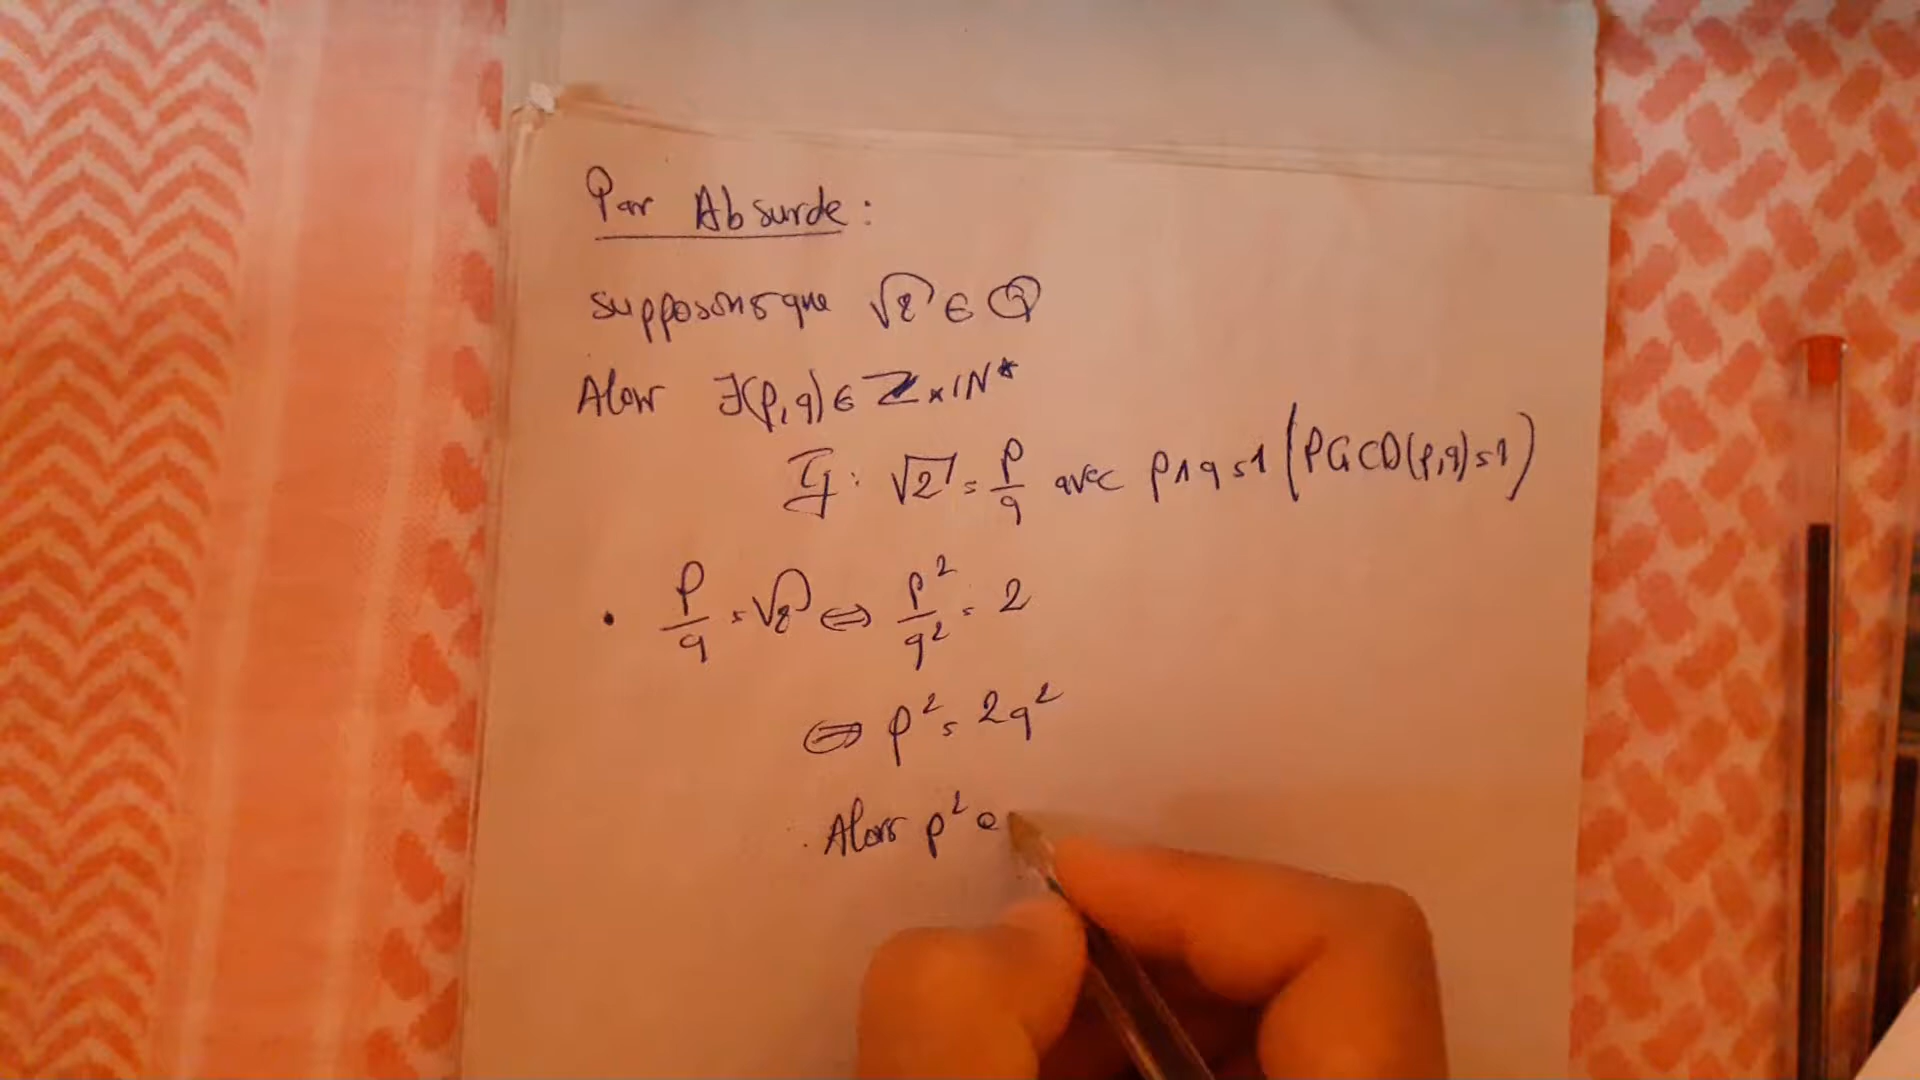 Par Absurde :
supposons que √2 ∈ ℚ
Alors ∃(p,q) ∈ ℤ×ℕ*
Tq : √2 = p/q avec p∧q=1 (PGCD(p,q)=1)
• p/q = √2 ⇔ p²/q² = 2
⇔ p² = 2q²
Alors p² e